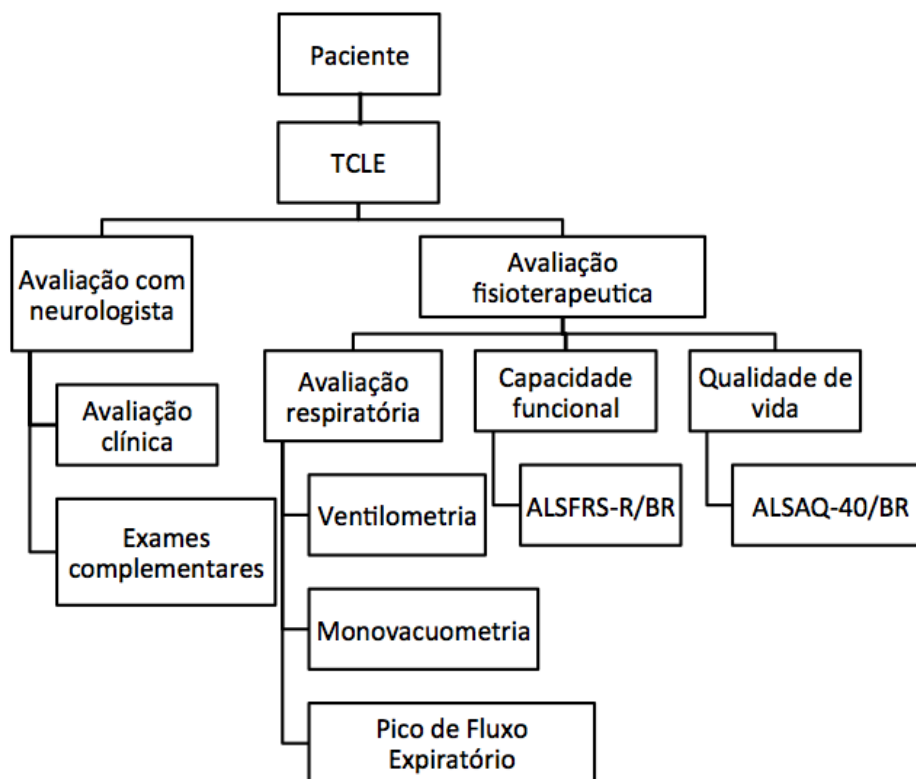 Paciente
TCLE
Avaliação com
neurologista
Avaliação
clínica
Exames
complementares
Avaliação
fisioterapeutica
Avaliação
respiratória
Ventilometria
Monovacuometria
Pico de Fluxo
Expiratório
Capacidade
funcional
ALSFRS-R/BR
Qualidade de
vida
ALSAQ-40/BR